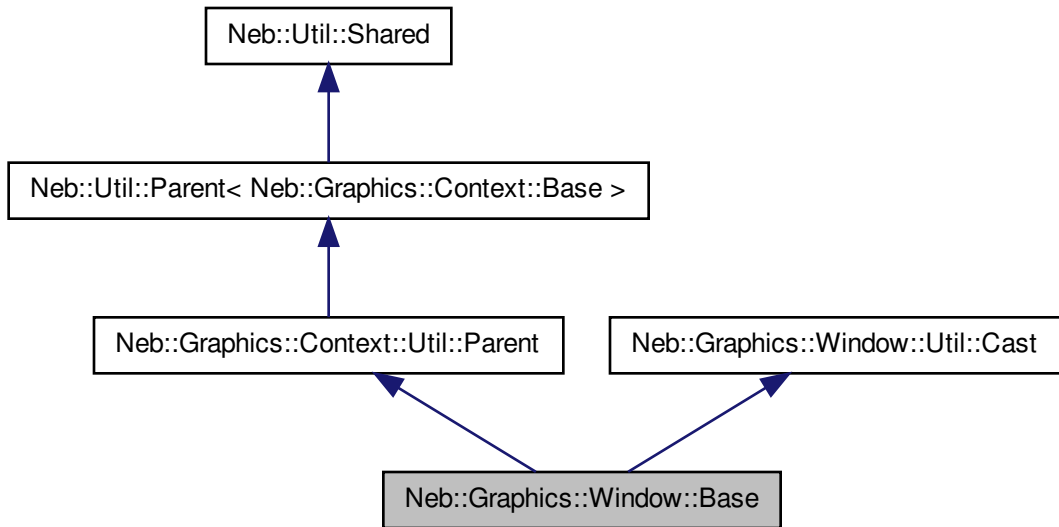 Neb::Util::Shared
Neb::Util::Parent< Neb::Graphics::Context::Base >
Neb::Graphics::Context::Util::Parent
Neb::Graphics::Window::Util::Cast
Neb::Graphics::Window::Base